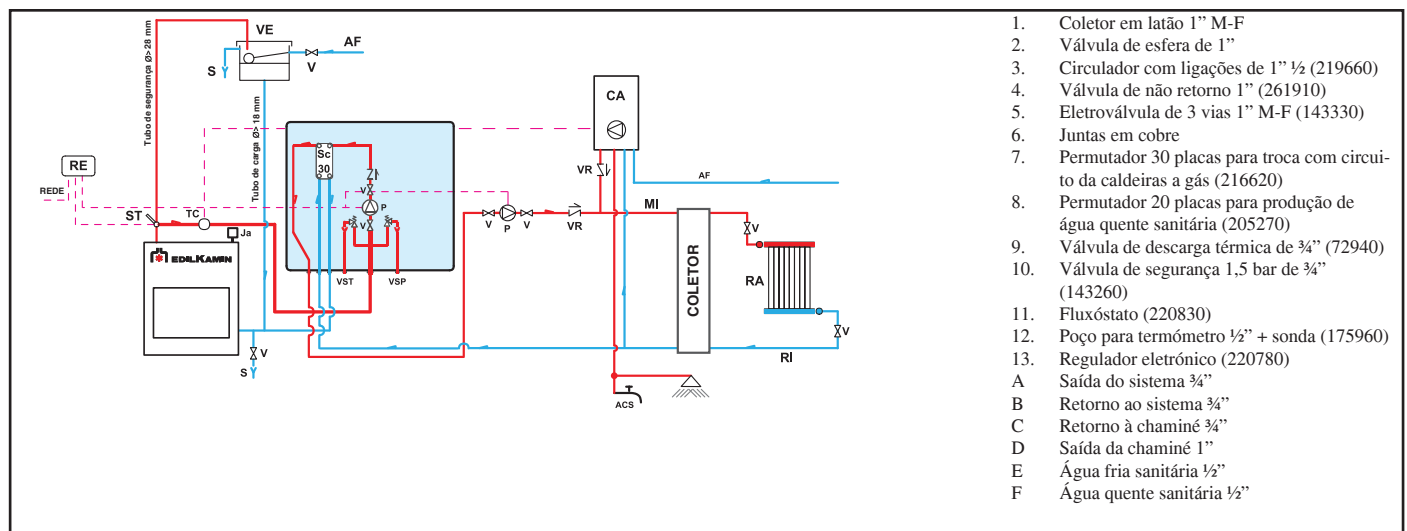 Tubo de segurança Ø> 28 mm
VE
AF
S
V
Tubo de carga Ø> 18 mm
CA
Sc
30
RE
REDE
V
P
V
ST
TC
Ja
EDILKAMIN
VST
VSP
VR
AF
MI
V
P
V
VR
V
COLETOR
RA
V
RI
V
S
ACS
1. Coletor em latão 1” M-F
2. Válvula de esfera de 1”
3. Circulador com ligações de 1” ½ (219660)
4. Válvula de não retorno 1” (261910)
5. Eletroválvula de 3 vias 1” M-F (143330)
6. Juntas em cobre
7. Permutador 30 placas para troca com circui-
to da caldeiras a gás (216620)
8. Permutador 20 placas para produção de
água quente sanitária (205270)
9. Válvula de descarga térmica de ¾” (72940)
10. Válvula de segurança 1,5 bar de ¾”
(143260)
11. Fluxóstato (220830)
12. Poço para termómetro ½” + sonda (175960)
13. Regulador eletrónico (220780)
A Saída do sistema ¾”
B Retorno ao sistema ¾”
C Retorno à chaminé ¾”
D Saída da chaminé 1”
E Água fria sanitária ½”
F Água quente sanitária ½”